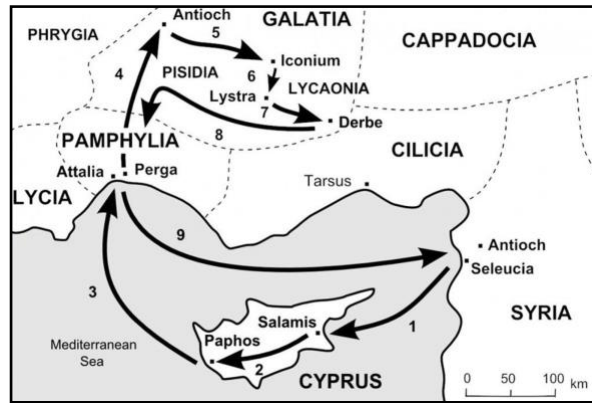 Antioch
GALATIA
PHRYGIA
5
CAPPADOCIA
Iconium
4
PISIDIA
6
LYCAONIA
Lystra
7
8
Derbe
PAMPHYLIA
CILICIA
Attalia
Perga
Tarsus
LYCIA
9
Antioch
Seleucia
3
SYRIA
Salamis
1
Mediterranean
Sea
Paphos
2
CYPRUS
0 50 100 km